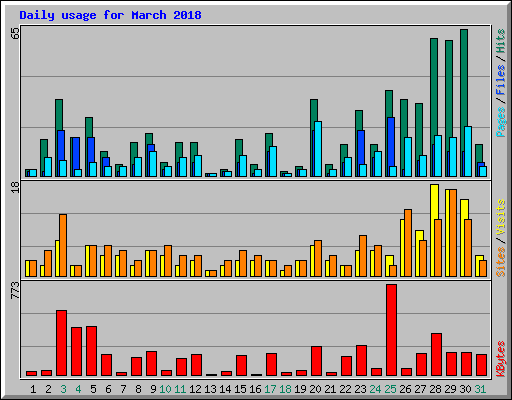 Daily usage for March 2018
65
Pages / Files / Hits
18
Sites / Visits
773
KBytes
1 2 3 4 5 6 7 8 9 10 11 12 13 14 15 16 17 18 19 20 21 22 23 24 25 26 27 28 29 30 31